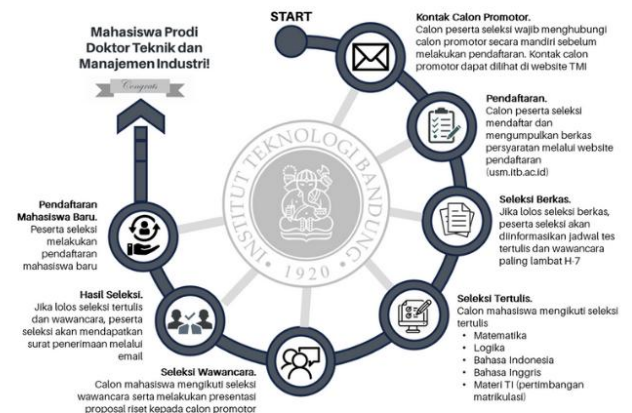 START
Kontak Calon Promotor.
Calon peserta seleksi wajib menghubungi
calon promotor secara mandiri sebelum
melakukan pendaftaran. Kontak calon
promotor dapat dilihat di website TMI
Pendaftaran.
Calon peserta seleksi
mendaftar dan
mengumpulkan berkas
persyaratan melalui website
pendaftaran
(usm.itb.ac.id)
Seleksi Berkas.
Jika lolos seleksi berkas,
peserta seleksi akan
diinformasikan jadwal tes
tertulis dan wawancara
paling lambat H-7
Seleksi Tertulis.
Calon mahasiswa mengikuti seleksi
tertulis
• Matematika
• Logika
• Bahasa Indonesia
• Bahasa Inggris
• Materi TI (pertimbangan
matrikulasi)
Seleksi Wawancara.
Calon mahasiswa mengikuti seleksi
wawancara serta melakukan presentasi
proposal riset kepada calon promotor
Hasil Seleksi.
Jika lolos seleksi tertulis
dan wawancara, peserta
seleksi akan mendapatkan
surat penerimaan melalui
email
Pendaftaran
Mahasiswa Baru.
Peserta seleksi
melakukan
pendaftaran
mahasiswa baru
Mahasiswa Prodi
Doktor Teknik dan
Manajemen Industri!
Congrats
INSTITUT TEKNOLOGI BANDUNG
• 1920 •